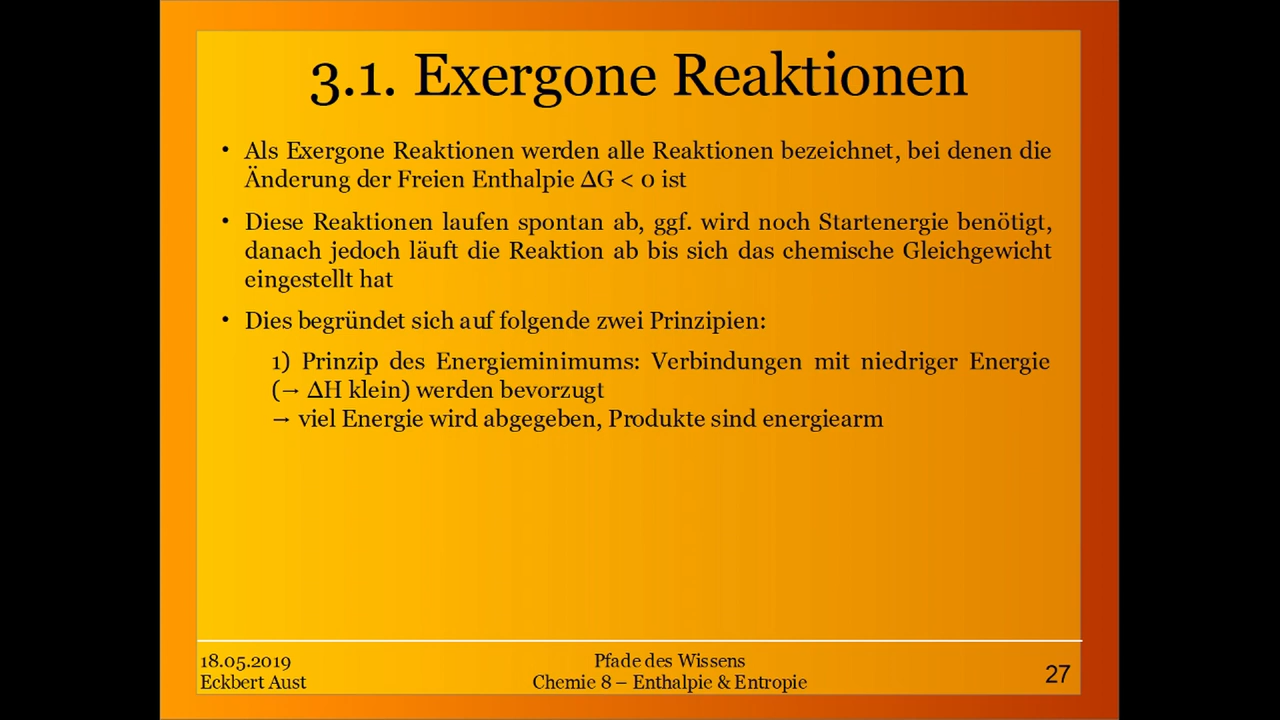 3.1. Exergone Reaktionen
• Als Exergone Reaktionen werden alle Reaktionen bezeichnet, bei denen die
Änderung der Freien Enthalpie ΔG < 0 ist
• Diese Reaktionen laufen spontan ab, ggf. wird noch Startenergie benötigt,
danach jedoch läuft die Reaktion ab bis sich das chemische Gleichgewicht
eingestellt hat
• Dies begründet sich auf folgende zwei Prinzipien:
1) Prinzip des Energieminimums: Verbindungen mit niedriger Energie
(→ ΔH klein) werden bevorzugt
→ viel Energie wird abgegeben, Produkte sind energiearm
18.05.2019
Eckbert Aust
Pfade des Wissens
Chemie 8 – Enthalpie & Entropie
27